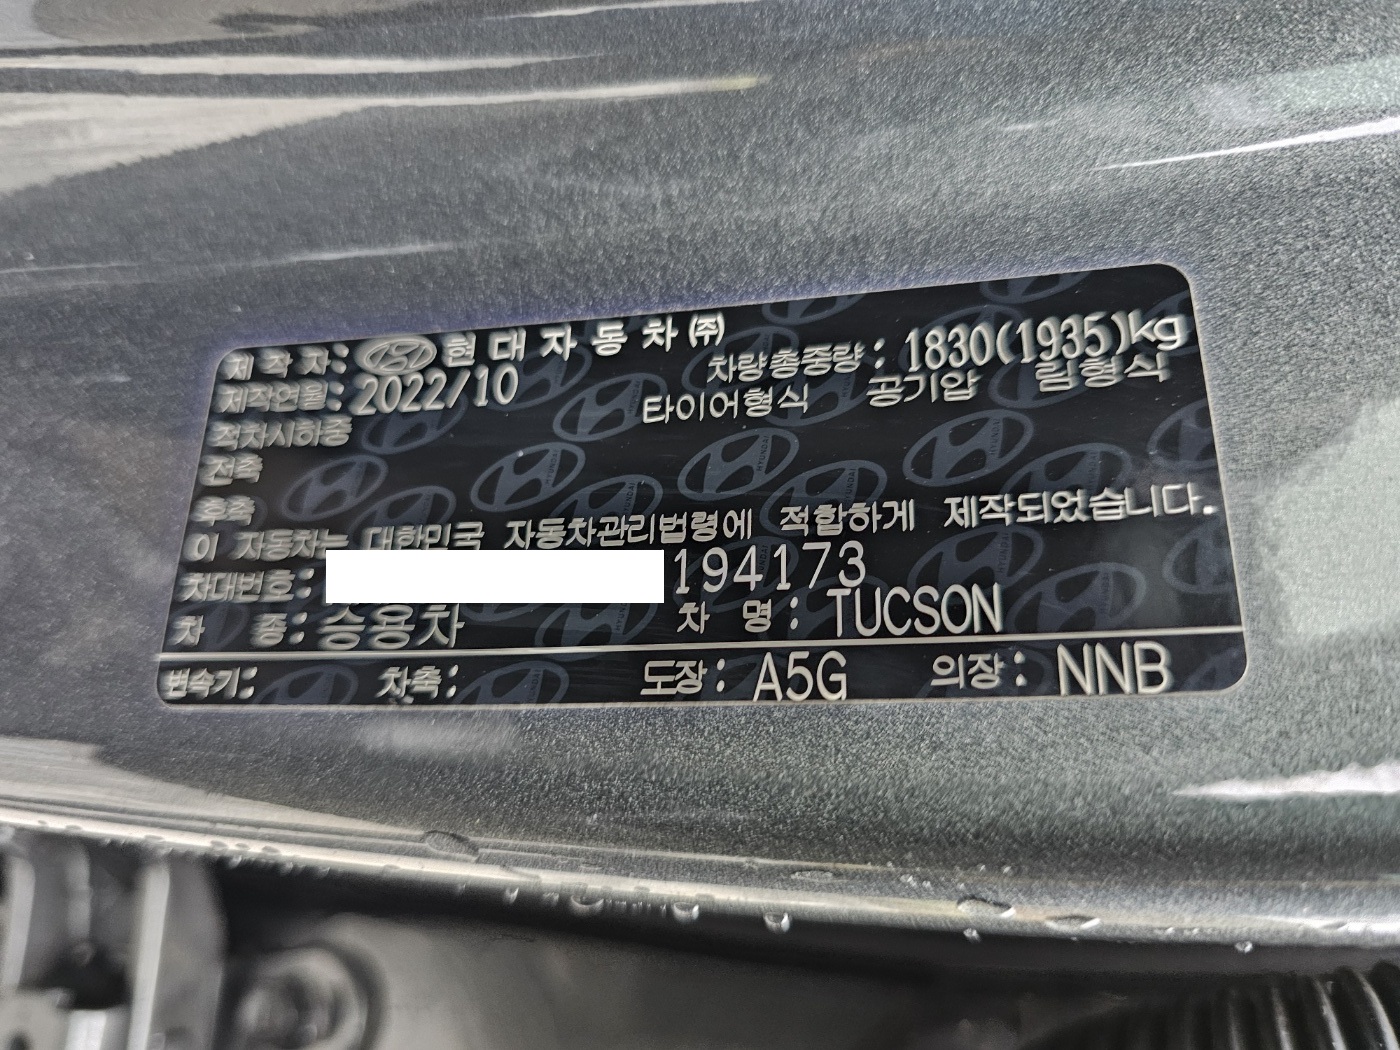 제 작 자 : 현 대 자 동 차 ㈜
제작연월 : 2022/10
차량총중량 : 1830(1935)kg
적차시하중 타이어형식 공기압 림형식
전축
후축
이 자동차는 대한민국 자동차관리법령에 적합하게 제작되었습니다.
차대번호 : 194173
차 종 : 승용차 차 명 : TUCSON
변속기 : 차축 : 도장 : A5G 의장 : NNB